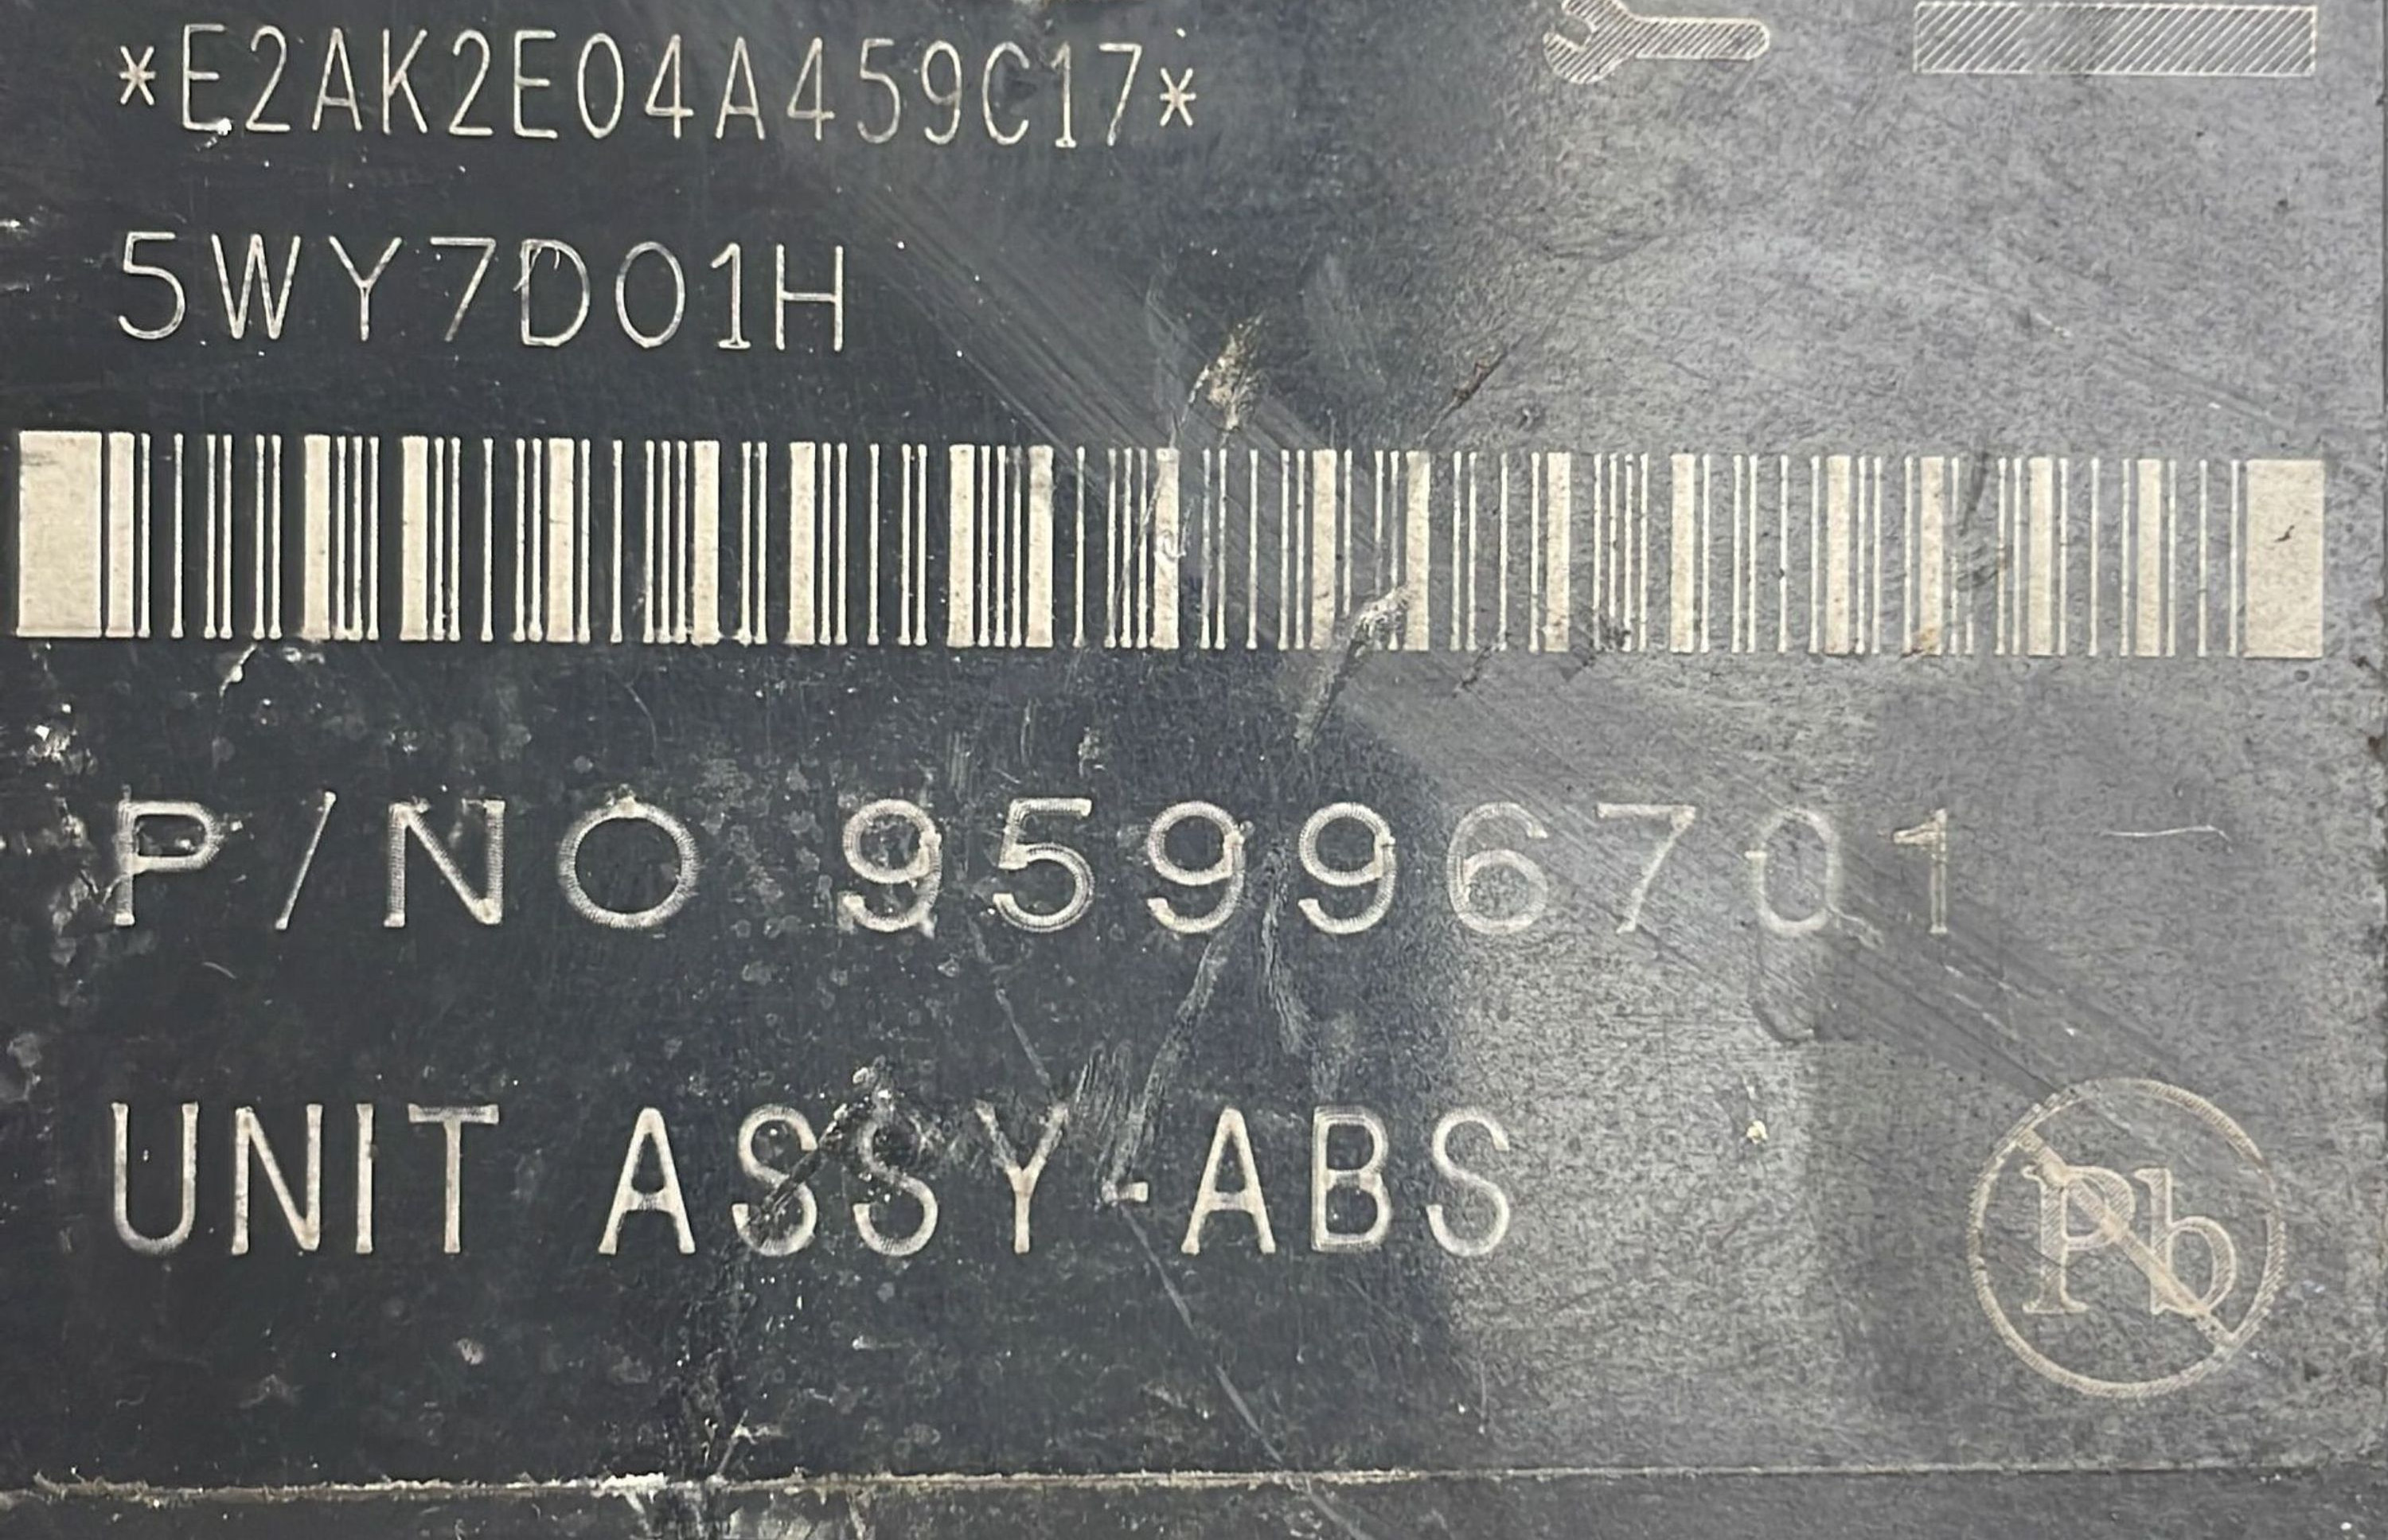 *E2AK2E04A459C17*
5WY7D01H
P/NO 95996701
UNIT ASSY-ABS
Pb